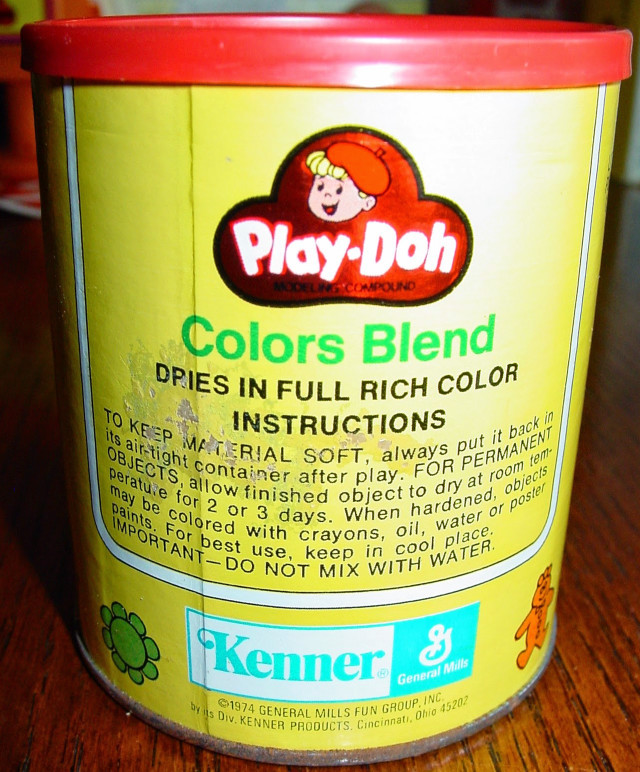 Play-Doh
MODELING COMPOUND
Colors Blend
DRIES IN FULL RICH COLOR
INSTRUCTIONS
TO KEEP MATERIAL SOFT, always put it back in
its air-tight container after play. FOR PERMANENT
OBJECTS, allow finished object to dry at room tem-
perature for 2 or 3 days. When hardened, objects
may be colored with crayons, oil, water or poster
paints. For best use, keep in cool place.
IMPORTANT—DO NOT MIX WITH WATER.
Kenner®
G
General Mills
©1974 GENERAL MILLS FUN GROUP, INC.
by its Div. KENNER PRODUCTS, Cincinnati, Ohio 45202